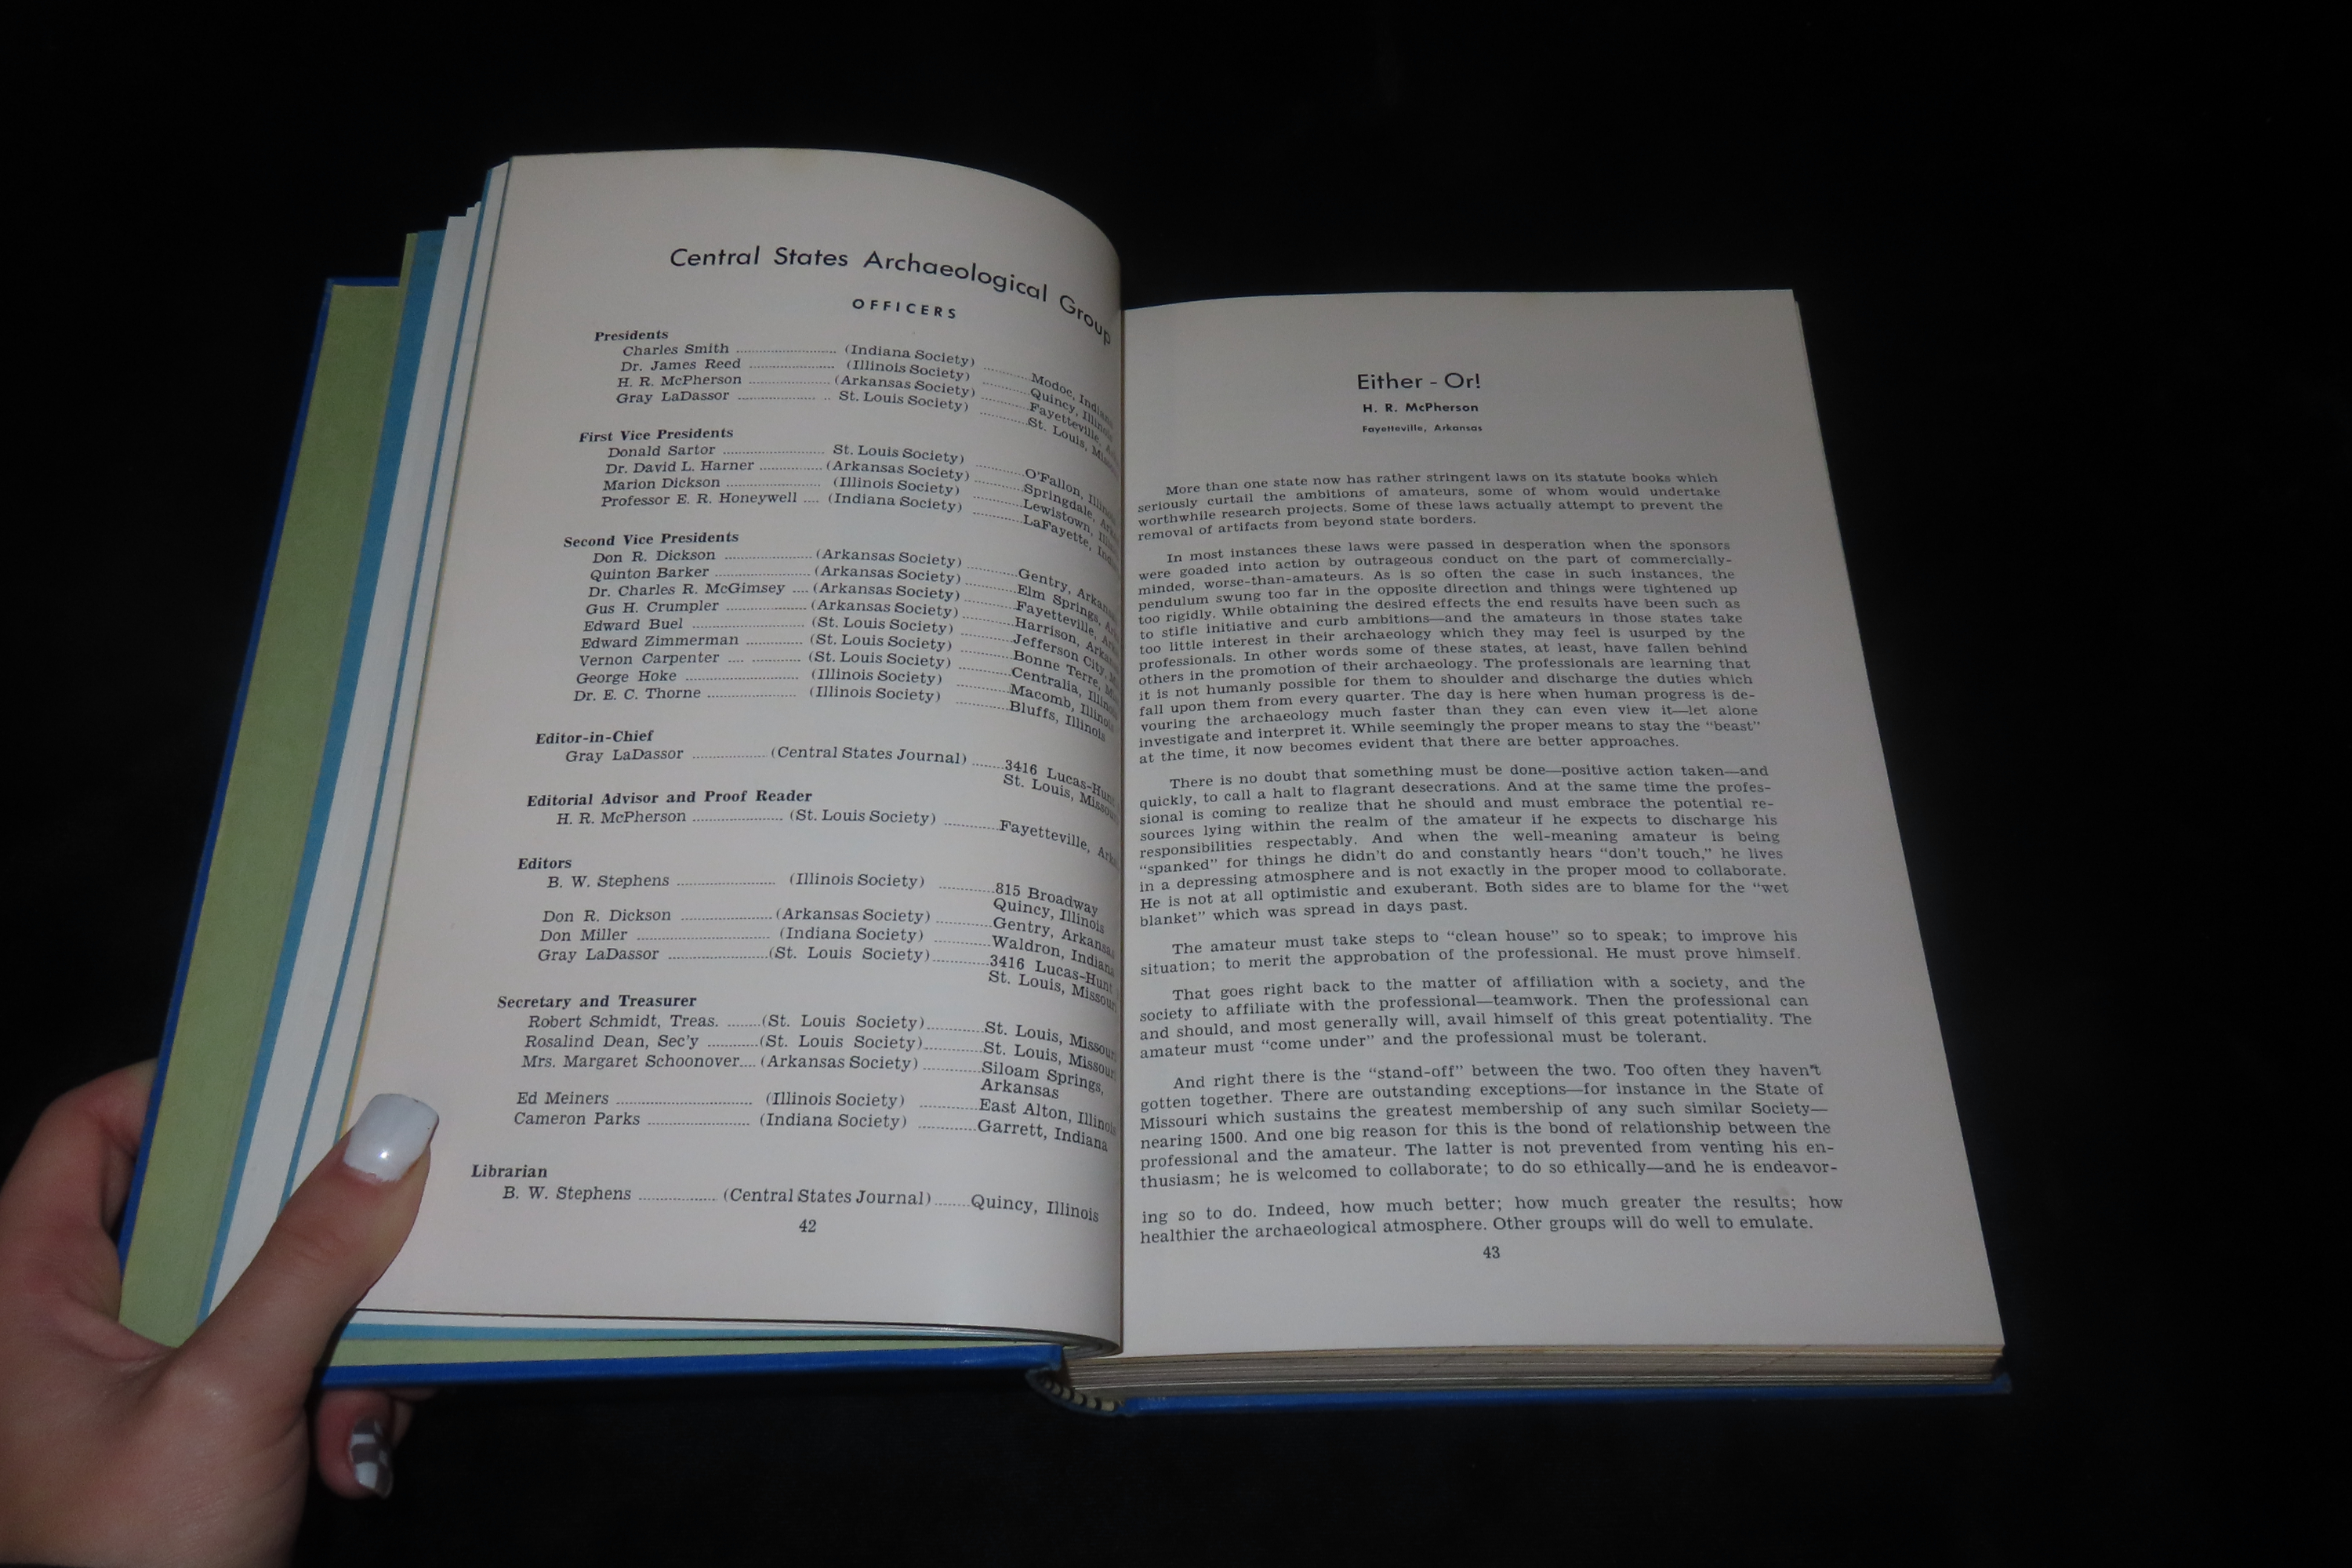 Central States Archaeological Group
OFFICERS
Presidents
Charles Smith ........................ (Indiana Society) ............ Modoc,
Dr. James Reed ..................... (Illinois Society) ............ Quincy,
H. R. McPherson .................... (Arkansas Society) ............ Fayetteville,
Gray LaDassor ..................... .. St. Louis Society) ............ St. Louis,
First Vice Presidents
Donald Sartor ........................ St. Louis Society) ............ O'Fallon,
Dr. David L. Harner ............... (Arkansas Society) ............ Springdale,
Marion Dickson ...................... (Illinois Society) ............ Lewistown,
Professor E. R. Honeywell .... (Indiana Society) ............ LaFayette,
Second Vice Presidents
Don R. Dickson ..................... (Arkansas Society) ............ Gentry,
Quinton Barker ...................... (Arkansas Society) ............ Elm Springs,
Dr. Charles R. McGimsey .... (Arkansas Society) ............ Fayetteville,
Gus H. Crumpler .................... (Arkansas Society) ............ Harrison,
Edward Buel .......................... (St. Louis Society) ............ Jefferson City,
Edward Zimmerman .............. (St. Louis Society) ............ Bonne Terre,
Vernon Carpenter .... ............ (St. Louis Society) ............ Centralia,
George Hoke .......................... (Illinois Society) ............ Macomb, Illinois
Dr. E. C. Thorne ..................... (Illinois Society) ............ Bluffs, Illinois
Editor-in-Chief
Gray LaDassor .................. (Central States Journal) ........ 3416 Lucas-Hunt
St. Louis,
Editorial Advisor and Proof Reader
H. R. McPherson ...................... (St. Louis Society) ............ Fayetteville,
Editors
B. W. Stephens ........................ (Illinois Society) ............ 815 Broadway
Quincy, Illinois
Don R. Dickson ...................... (Arkansas Society) ............ Gentry, Arkansas
Don Miller ................................ (Indiana Society) ............ Waldron, Indiana
Gray LaDassor ........................ (St. Louis Society) ............ 3416 Lucas-Hunt
St. Louis,
Secretary and Treasurer
Robert Schmidt, Treas. ........ (St. Louis Society) ............ St. Louis, Missouri
Rosalind Dean, Sec'y ............ (St. Louis Society) ............ St. Louis, Missouri
Mrs. Margaret Schoonover.... (Arkansas Society) ............ Siloam Springs,
Arkansas
Ed Meiners ................................ (Illinois Society) ............ East Alton, Illinois
Cameron Parks ........................ (Indiana Society) ............ Garrett, Indiana
Librarian
B. W. Stephens .................. (Central States Journal) ........ Quincy, Illinois
42
Either - Or!
H. R. McPherson
Fayetteville, Arkansas
More than one state now has rather stringent laws on its statute books which
seriously curtail the ambitions of amateurs, some of whom would undertake
worthwhile research projects. Some of these laws actually attempt to prevent the
removal of artifacts from beyond state borders.
In most instances these laws were passed in desperation when the sponsors
were goaded into action by outrageous conduct on the part of commercially-
minded, worse-than-amateurs. As is so often the case in such instances, the
pendulum swung too far in the opposite direction and things were tightened up
too rigidly. While obtaining the desired effects the end results have been such as
to stifle initiative and curb ambitions—and the amateurs in those states take
too little interest in their archaeology which they may feel is usurped by the
professionals. In other words some of these states, at least, have fallen behind
others in the promotion of their archaeology. The professionals are learning that
it is not humanly possible for them to shoulder and discharge the duties which
fall upon them from every quarter. The day is here when human progress is de-
vouring the archaeology much faster than they can even view it—let alone
investigate and interpret it. While seemingly the proper means to stay the "beast"
at the time, it now becomes evident that there are better approaches.
There is no doubt that something must be done—positive action taken—and
quickly, to call a halt to flagrant desecrations. And at the same time the profes-
sional is coming to realize that he should and must embrace the potential re-
sources lying within the realm of the amateur if he expects to discharge his
responsibilities respectably. And when the well-meaning amateur is being
"spanked" for things he didn't do and constantly hears "don't touch," he lives
in a depressing atmosphere and is not exactly in the proper mood to collaborate.
He is not at all optimistic and exuberant. Both sides are to blame for the "wet
blanket" which was spread in days past.
The amateur must take steps to "clean house" so to speak; to improve his
situation; to merit the approbation of the professional. He must prove himself.
That goes right back to the matter of affiliation with a society, and the
society to affiliate with the professional—teamwork. Then the professional can
and should, and most generally will, avail himself of this great potentiality. The
amateur must "come under" and the professional must be tolerant.
And right there is the "stand-off" between the two. Too often they haven't
gotten together. There are outstanding exceptions—for instance in the State of
Missouri which sustains the greatest membership of any such similar Society—
nearing 1500. And one big reason for this is the bond of relationship between the
professional and the amateur. The latter is not prevented from venting his en-
thusiasm; he is welcomed to collaborate; to do so ethically—and he is endeavor-
ing so to do. Indeed, how much better; how much greater the results; how
healthier the archaeological atmosphere. Other groups will do well to emulate.
43